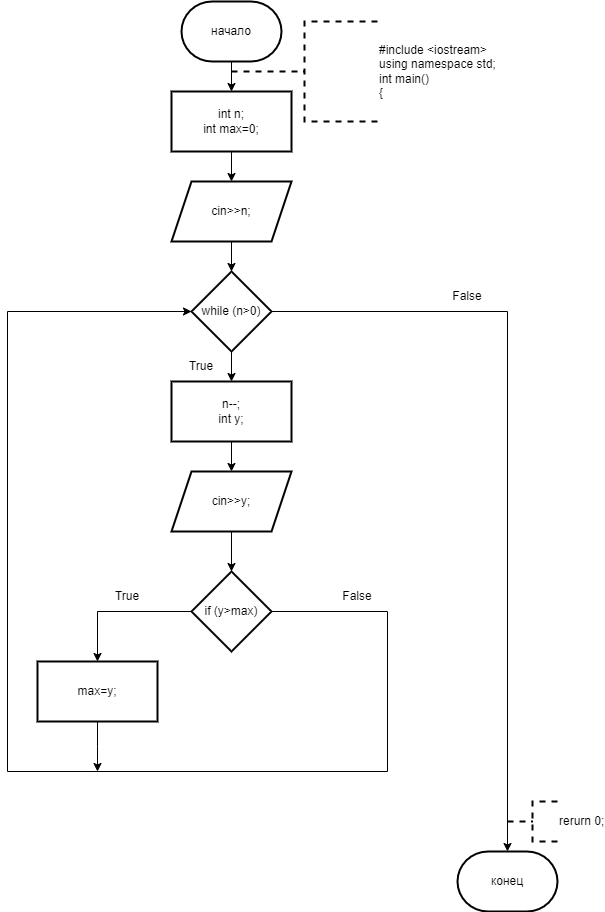 начало
#include <iostream>
using namespace std;
int main()
{
int n;
int max=0;
cin>>n;
while (n>0)
False
True
n--;
int y;
cin>>y;
if (y>max)
True
False
max=y;
rerurn 0;
конец